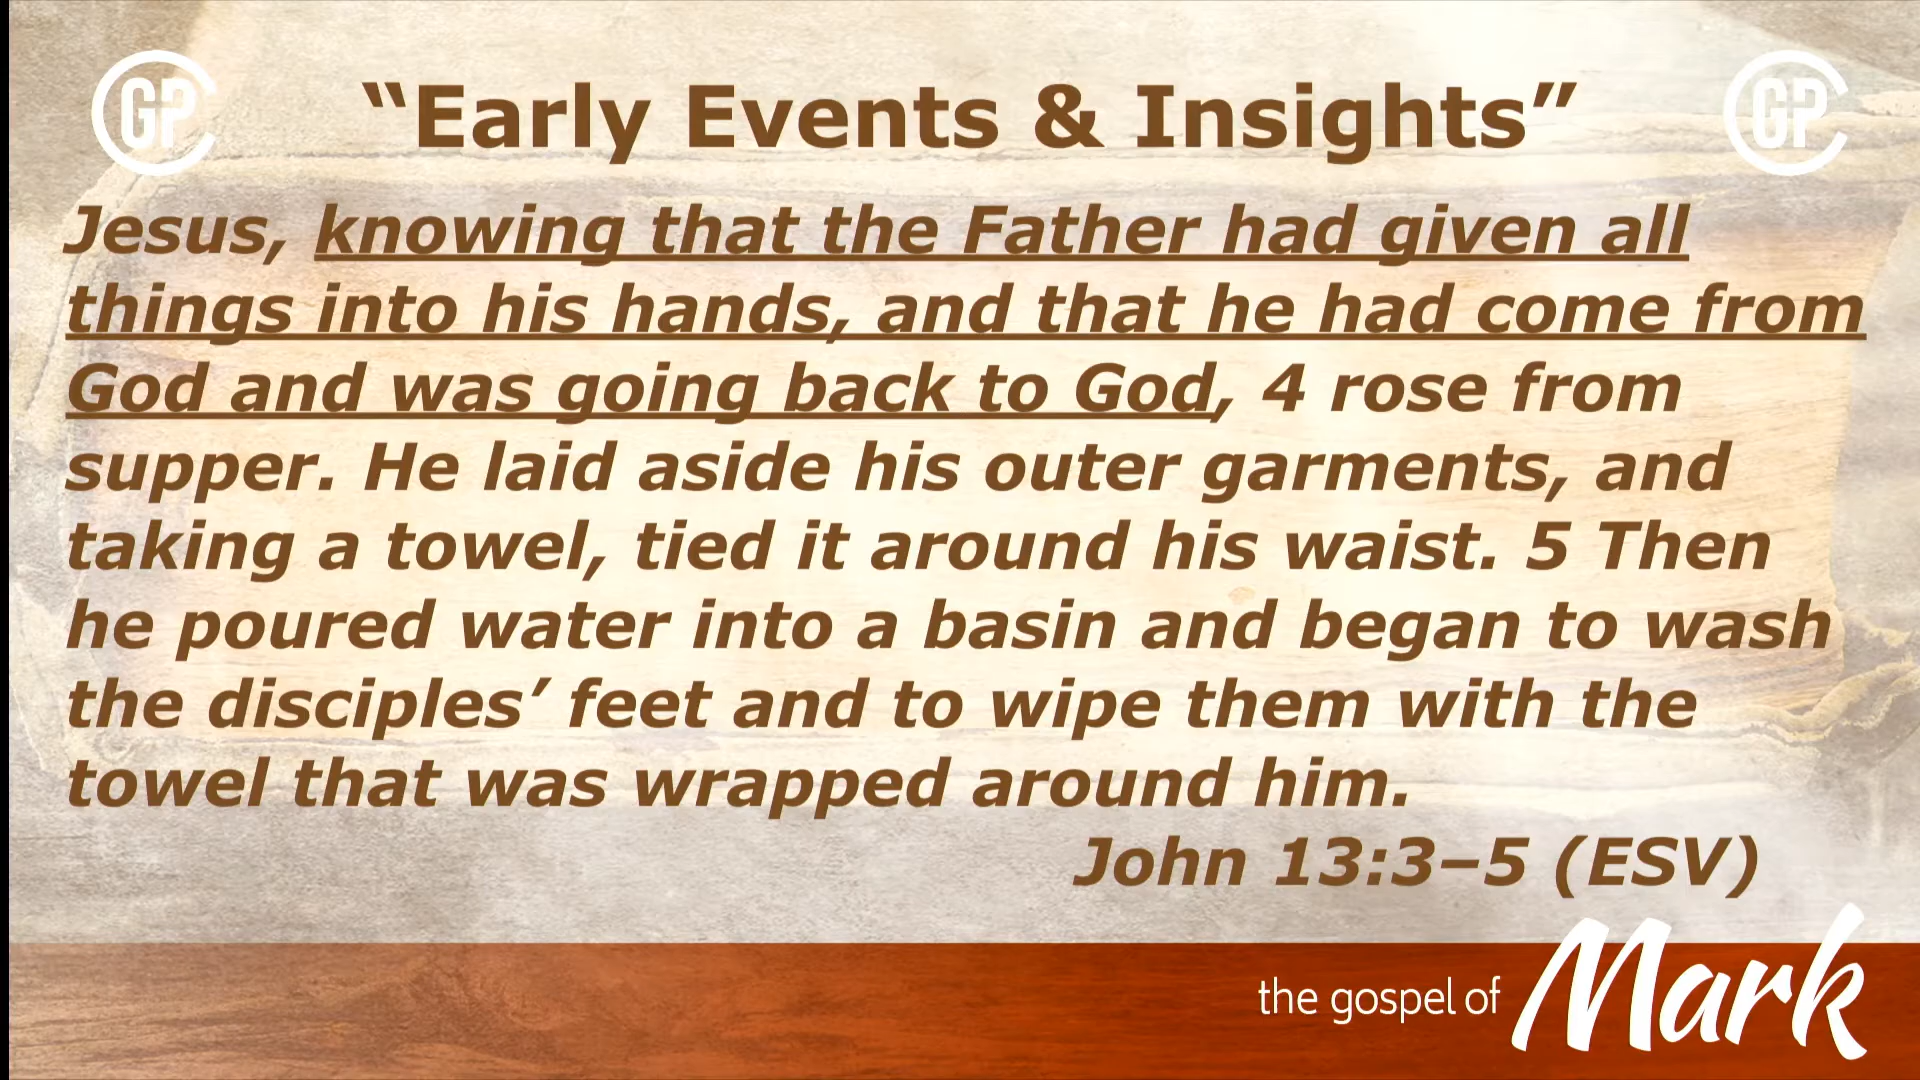 GPC
“Early Events & Insights”
GPC
Jesus, knowing that the Father had given all
things into his hands, and that he had come from
God and was going back to God, 4 rose from
supper. He laid aside his outer garments, and
taking a towel, tied it around his waist. 5 Then
he poured water into a basin and began to wash
the disciples’ feet and to wipe them with the
towel that was wrapped around him.
John 13:3–5 (ESV)
the gospel of Mark